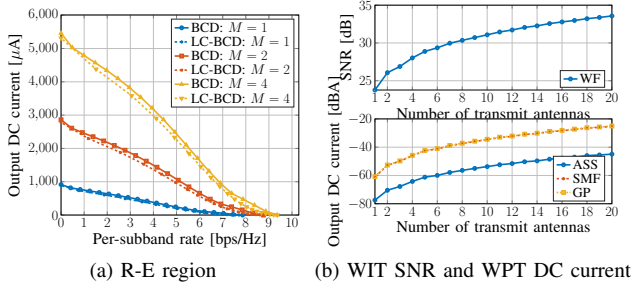 6,000
5,000
4,000
3,000
2,000
1,000
0
0 1 2 3 4 5 6 7 8 9 10
Output DC current [μA]
Per-subband rate [bps/Hz]
BCD: M = 1
LC-BCD: M = 1
BCD: M = 2
LC-BCD: M = 2
BCD: M = 4
LC-BCD: M = 4
(a) R-E region
35
30
25
SNR [dB]
WF
1 2 4 6 8 10 12 14 16 18 20
Number of transmit antennas
−20
−40
−60
−80
Output DC current [dBA]
ASS
SMF
GP
1 2 4 6 8 10 12 14 16 18 20
Number of transmit antennas
(b) WIT SNR and WPT DC current